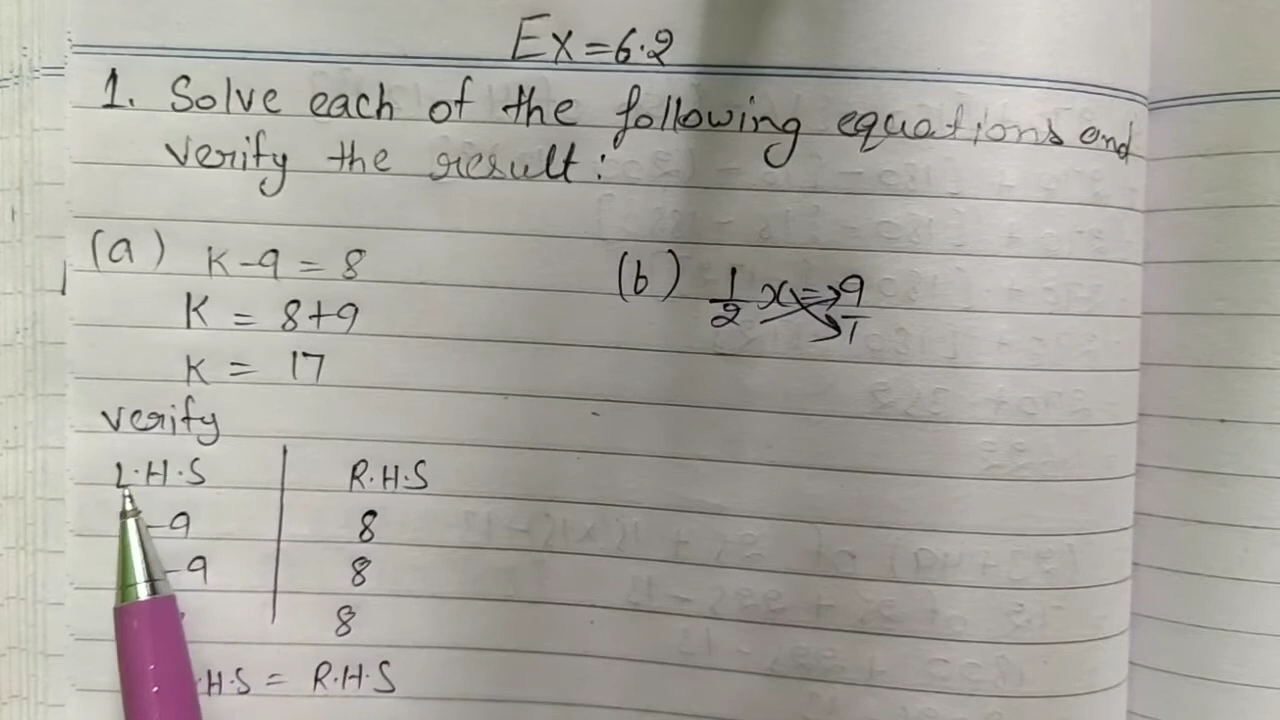 Ex=6.2
1. Solve each of the following equations and
verify the result:
(a) K-9 = 8
K = 8+9
K = 17
verify
L.H.S | R.H.S
-9 | 8
-9 | 8
8
H.S = R.H.S
(b) 1/2 x = 9/1